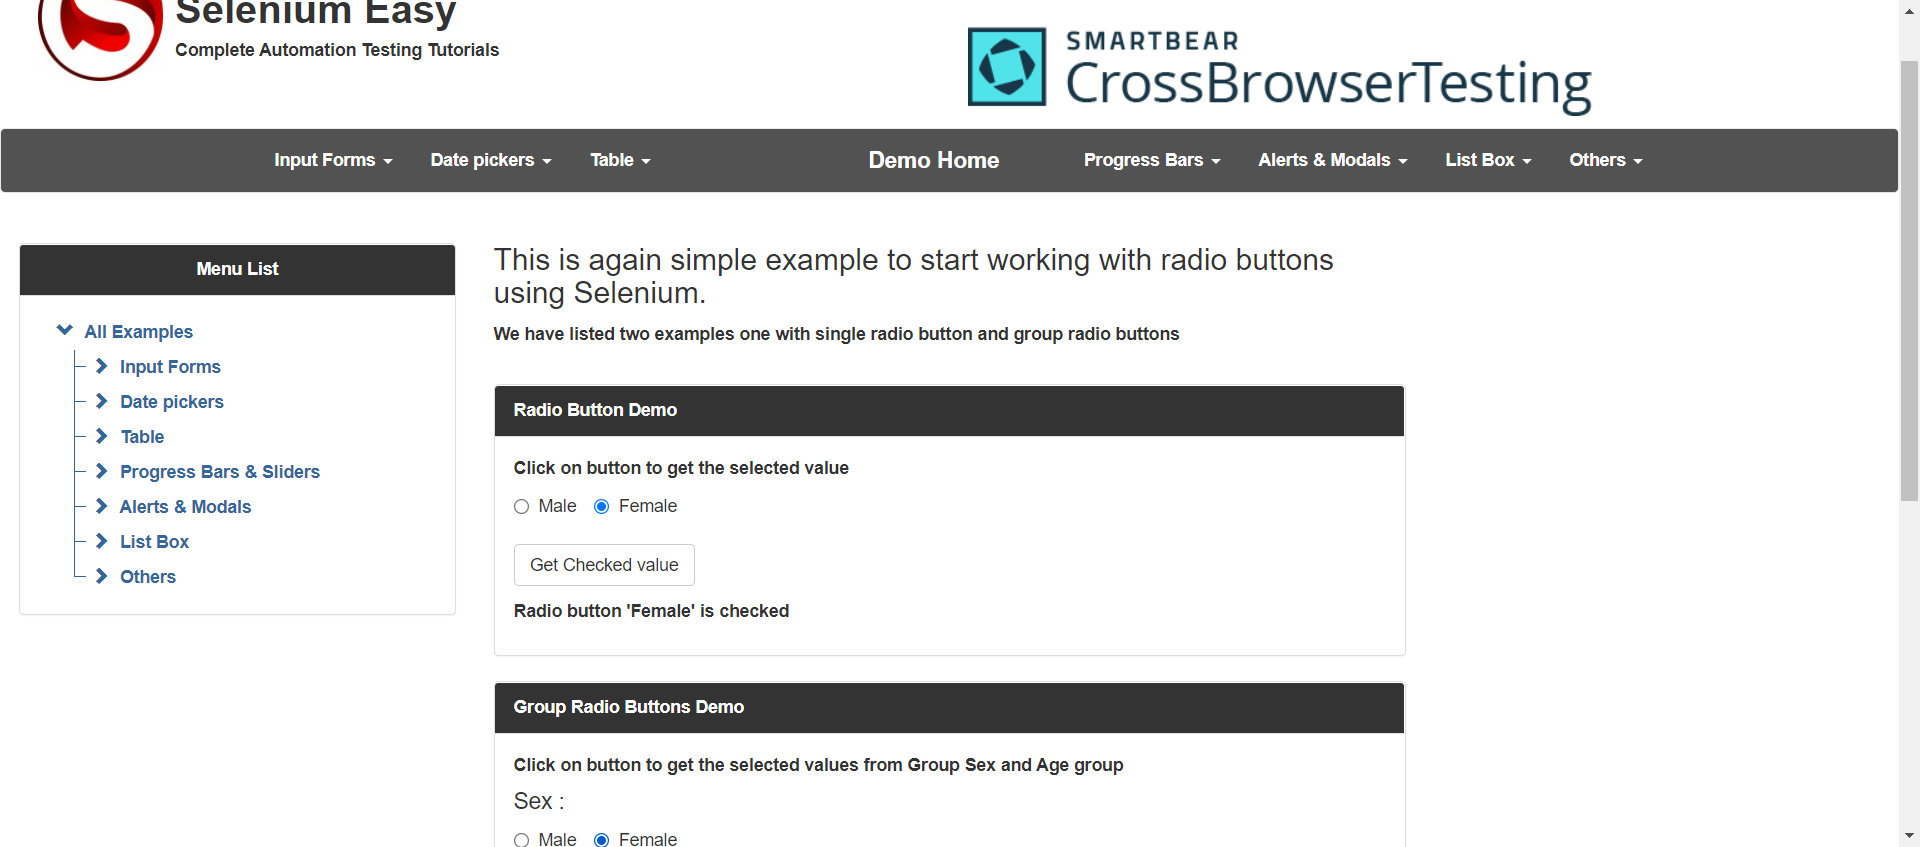 Selenium Easy
Complete Automation Testing Tutorials
SMARTBEAR
CrossBrowserTesting
Input Forms Date pickers Table Demo Home Progress Bars Alerts & Modals List Box Others
Menu List
All Examples
Input Forms
Date pickers
Table
Progress Bars & Sliders
Alerts & Modals
List Box
Others
This is again simple example to start working with radio buttons
using Selenium.
We have listed two examples one with single radio button and group radio buttons
Radio Button Demo
Click on button to get the selected value
Male Female
Get Checked value
Radio button 'Female' is checked
Group Radio Buttons Demo
Click on button to get the selected values from Group Sex and Age group
Sex :
Male Female